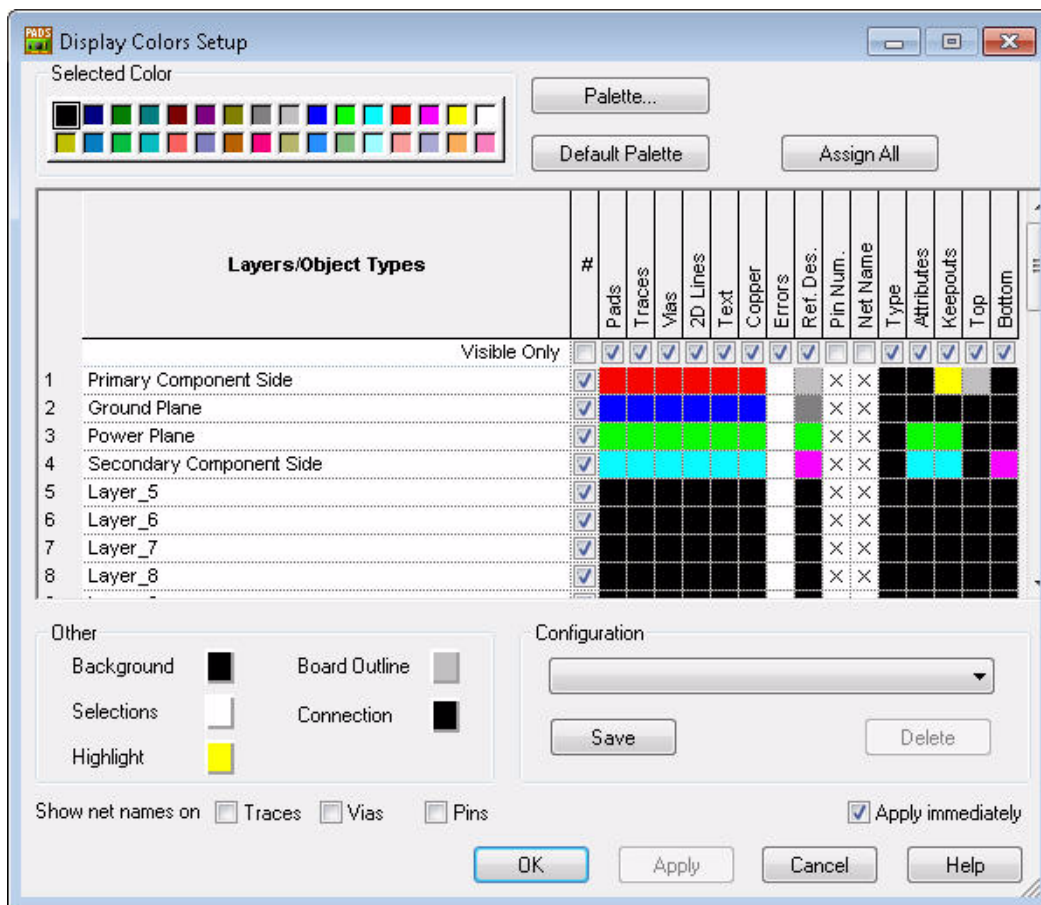 PADS
Display Colors Setup
Selected Color
Palette...
Default Palette
Assign All
Layers/Object Types
#
Pads
Traces
Vias
2D Lines
Text
Copper
Errors
Ref. Des.
Pin Num.
Net Name
Type
Attributes
Keepouts
Top
Bottom
Visible Only
1 Primary Component Side
2 Ground Plane
3 Power Plane
4 Secondary Component Side
5 Layer_5
6 Layer_6
7 Layer_7
8 Layer_8
Other
Background
Board Outline
Selections
Connection
Highlight
Configuration
Save
Delete
Show net names on Traces Vias Pins
Apply immediately
OK
Apply
Cancel
Help